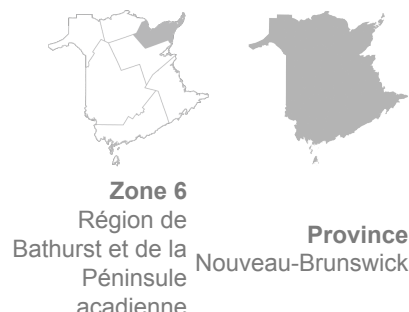 Zone 6
Région de
Bathurst et de la
Péninsule
acadienne
Province
Nouveau-Brunswick